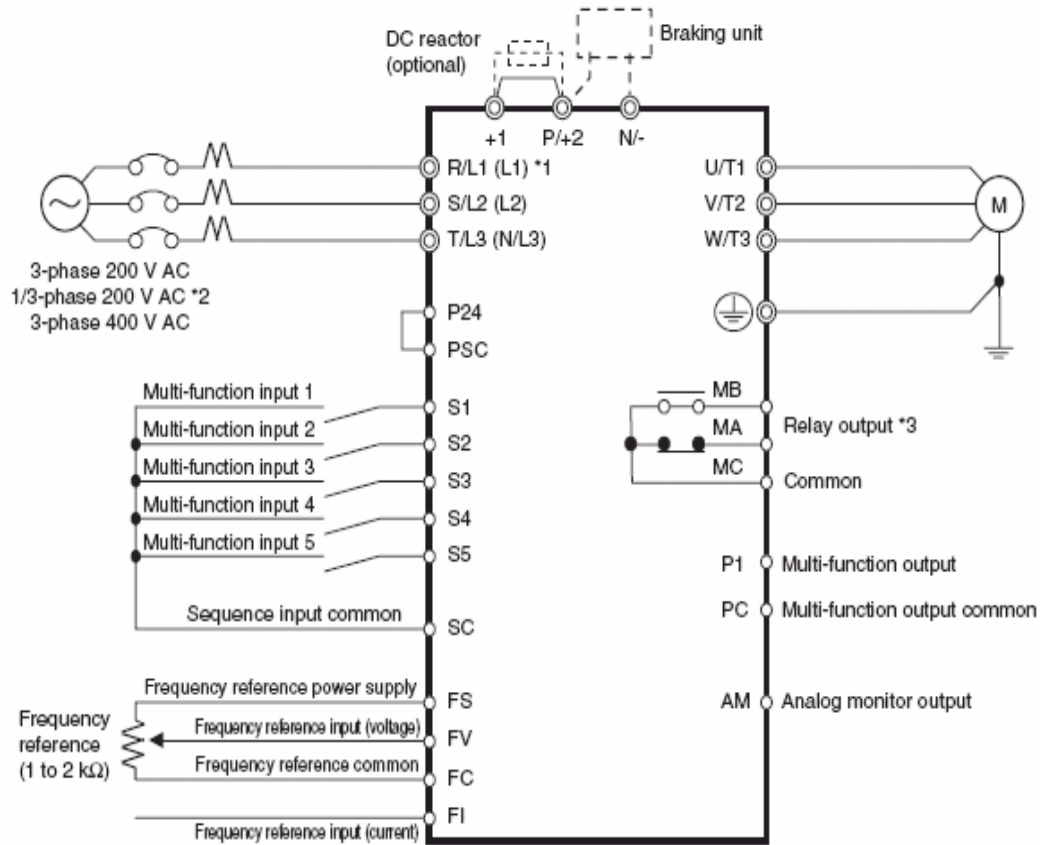 DC reactor
(optional)
Braking unit
+1
P/+2
N/-
R/L1 (L1) *1
S/L2 (L2)
T/L3 (N/L3)
U/T1
V/T2
W/T3
M
3-phase 200 V AC
1/3-phase 200 V AC *2
3-phase 400 V AC
P24
PSC
Multi-function input 1
S1
Multi-function input 2
S2
Multi-function input 3
S3
Multi-function input 4
S4
Multi-function input 5
S5
Sequence input common
SC
MB
MA
Relay output *3
MC
Common
P1
Multi-function output
PC
Multi-function output common
AM
Analog monitor output
Frequency reference power supply
FS
Frequency
reference
(1 to 2 kΩ)
Frequency reference input (voltage)
FV
Frequency reference common
FC
FI
Frequency reference input (current)